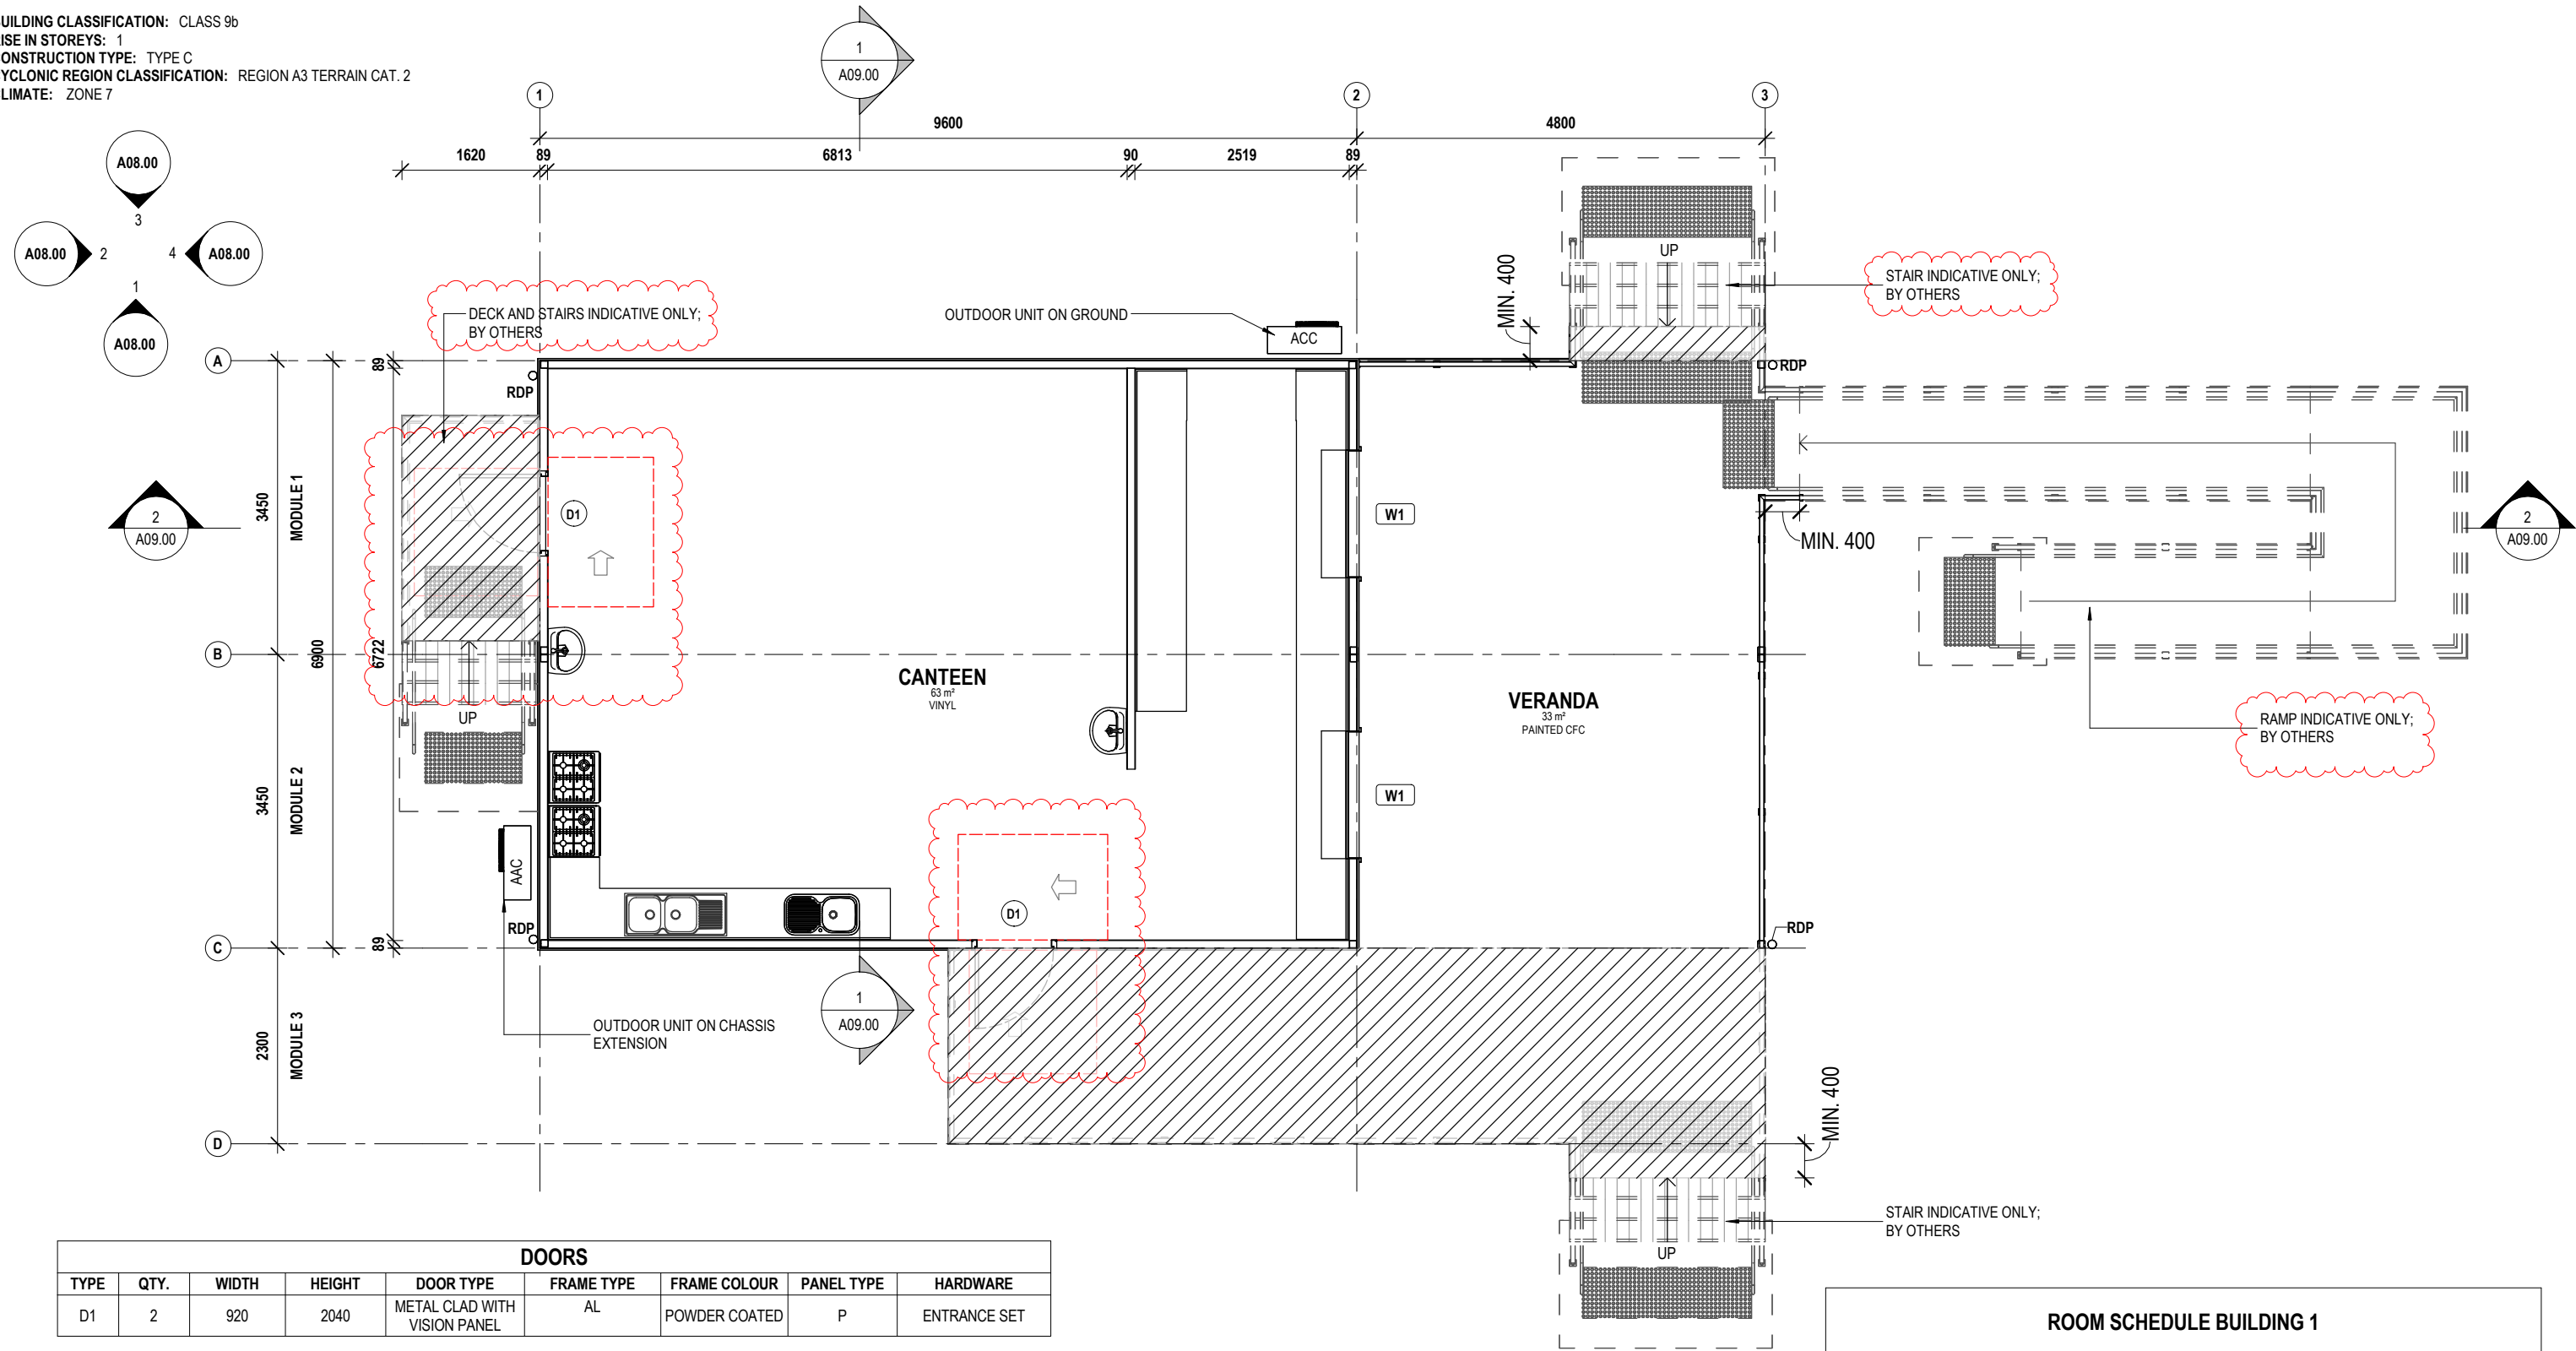 UILDING CLASSIFICATION: CLASS 9b
ISE IN STOREYS: 1
ONSTRUCTION TYPE: TYPE C
YCLONIC REGION CLASSIFICATION: REGION A3 TERRAIN CAT. 2
LIMATE: ZONE 7
1
A09.00
1
2
3
9600
4800
1620
89
6813
90
2519
89
A08.00
3
A08.00
2
4
A08.00
1
A08.00
DECK AND STAIRS INDICATIVE ONLY;
BY OTHERS
OUTDOOR UNIT ON GROUND
ACC
MIN. 400
UP
STAIR INDICATIVE ONLY;
BY OTHERS
A
89
RDP
RDP
3450
MODULE 1
D1
W1
MIN. 400
2
A09.00
2
A09.00
B
6900
6722
UP
CANTEEN
63 m²
VINYL
VERANDA
33 m²
PAINTED CFC
RAMP INDICATIVE ONLY;
BY OTHERS
3450
MODULE 2
W1
AAC
D1
C
89
RDP
RDP
2300
MODULE 3
OUTDOOR UNIT ON CHASSIS
EXTENSION
1
A09.00
D
MIN. 400
UP
STAIR INDICATIVE ONLY;
BY OTHERS
DOORS
TYPE QTY. WIDTH HEIGHT DOOR TYPE FRAME TYPE FRAME COLOUR PANEL TYPE HARDWARE
D1 2 920 2040 METAL CLAD WITH VISION PANEL AL POWDER COATED P ENTRANCE SET
ROOM SCHEDULE BUILDING 1